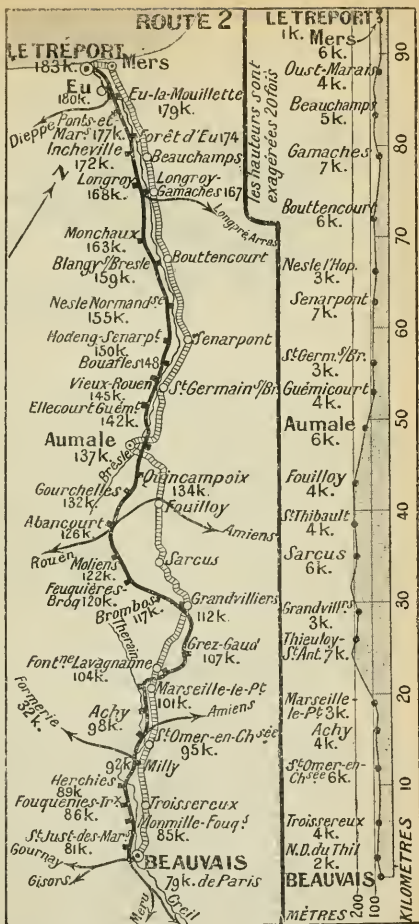 ROUTE 2
LE TRÉPORT
183k.
Mers
Eu
180k.
Eu-la-Mouillette
179k.
Dieppe
Ponts-et-
Mars 177k.
Forêt d'Eu 174
Incheville
172k.
Beauchamps
Longroy
168k.
Longroy-
Gamaches 167
Longpré, Arras
N
Monchaux
163k.
Bouttencourt
Blangy s/Bresle
159k.
Nesle Normandse
155k.
Senarpont
Hodeng-Senarpt
150k.
Bouafles 148
Vieux-Rouen
145k.
St Germain s/Br.
Ellecourt Guémt
142k.
Aumale
137k.
Bresle
Quincampoix
134k.
Gourchelles
132k.
Fouilloy
Abancourt
126k.
Amiens
Rouen
Moliens
122k.
Sarcus
Feuquières-
Broq 120k.
Brombos
117k.
Grandvilliers
112k.
Therain
Grez-Gaudt
107k.
Fontne Lavaganne
104k.
Marseille-le-Pt
101k.
Formerie
32k.
Achy
98k.
Amiens
St Omer-en-Chsée
95k.
92k
Milly
Herchies
89k.
Fouquenies-Trx
86k.
Troissereux
Monmille-Fouqs
85k.
St Just-des-Mars
81k.
Gournay
BEAUVAIS
79k. de Paris
Gisors
Meru
Creil
les hauteurs sont
exagérées 20 fois
LE TRÉPORT
1k.
Mers
6k.
Oust-Marais
4k.
Beauchamps
5k.
Gamaches
7k.
Bouttencourt
6k.
Nesle l'Hop.
3k.
Senarpont
7k.
St Germ. s/Br.
3k.
Guémicourt
4k.
Aumale
6k.
Fouilloy
4k.
St Thibault
4k.
Sarcus
6k.
Grandvillrs
3k.
Thieuloy-
St Ant. 7k.
Marseille-
le-Pt 3k.
Achy
4k.
St Omer-en-
Chsée 6k.
Troissereux
4k.
N.D. du Thil
2k.
BEAUVAIS
90
80
70
60
50
40
30
20
10
200
100
0
MÈTRES
KILOMÈTRES